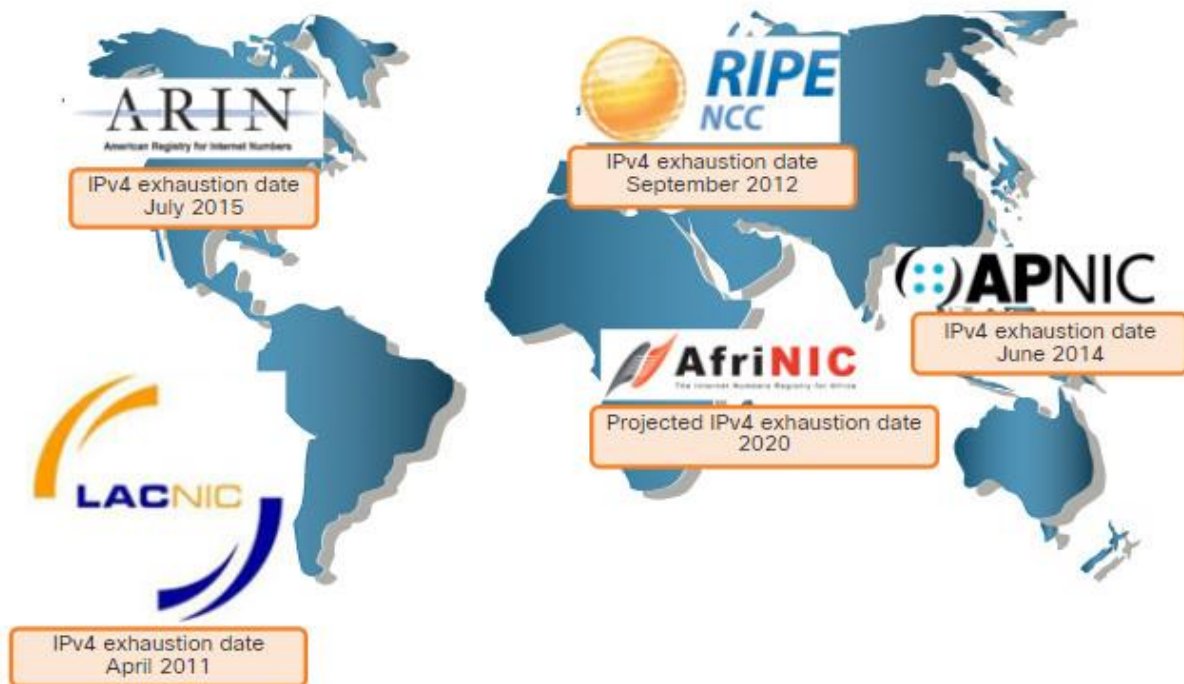 ARIN
American Registry for Internet Numbers
IPv4 exhaustion date
July 2015
RIPE
NCC
IPv4 exhaustion date
September 2012
APNIC
IPv4 exhaustion date
June 2014
AfriNIC
The Internet Numbers Registry for Africa
Projected IPv4 exhaustion date
2020
LACNIC
IPv4 exhaustion date
April 2011